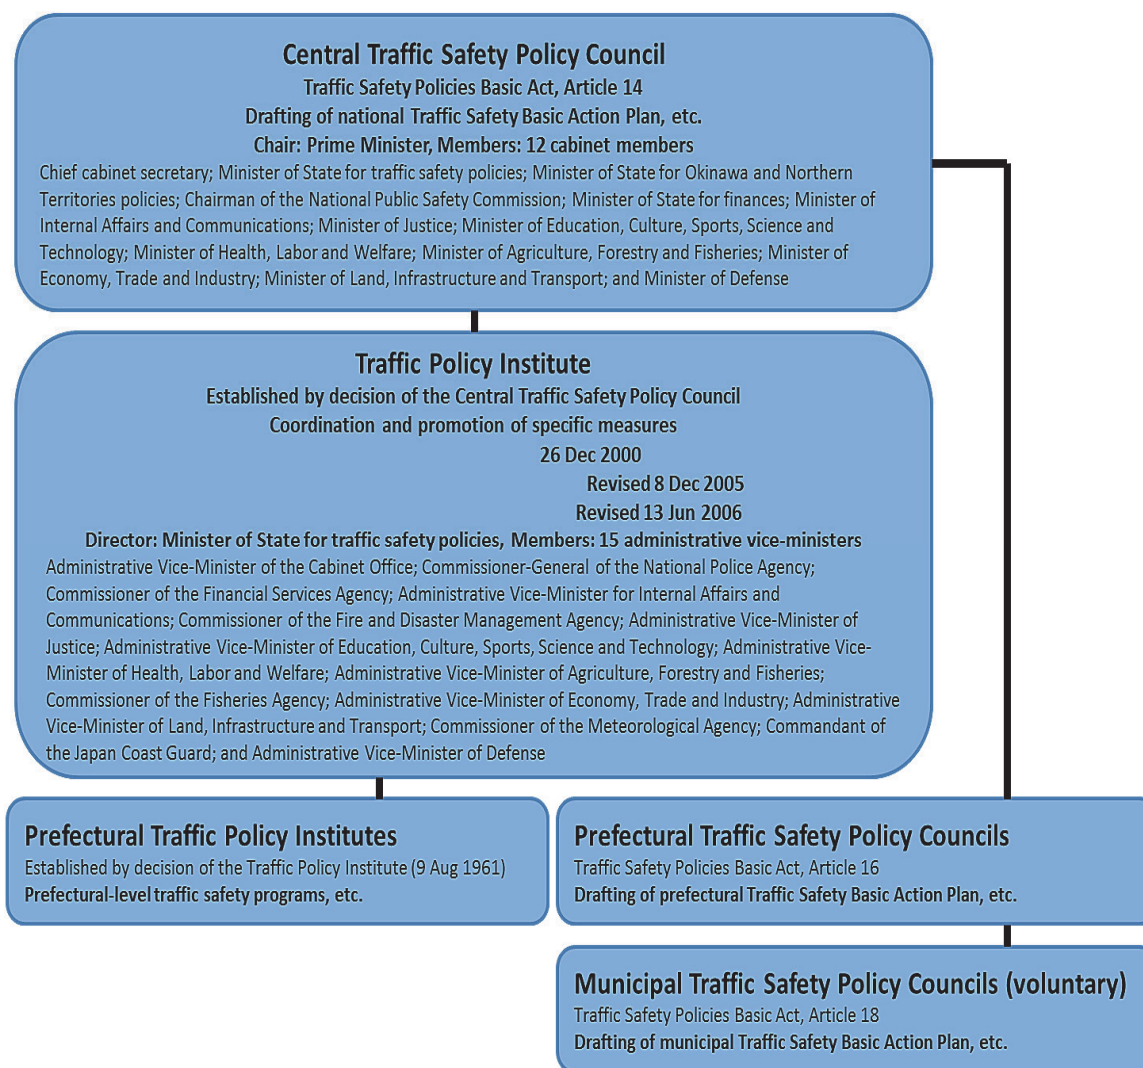 Central Traffic Safety Policy Council
Traffic Safety Policies Basic Act, Article 14
Drafting of national Traffic Safety Basic Action Plan, etc.
Chair: Prime Minister, Members: 12 cabinet members
Chief cabinet secretary; Minister of State for traffic safety policies; Minister of State for Okinawa and Northern
Territories policies; Chairman of the National Public Safety Commission; Minister of State for finances; Minister of
Internal Affairs and Communications; Minister of Justice; Minister of Education, Culture, Sports, Science and
Technology; Minister of Health, Labor and Welfare; Minister of Agriculture, Forestry and Fisheries; Minister of
Economy, Trade and Industry; Minister of Land, Infrastructure and Transport; and Minister of Defense
Traffic Policy Institute
Established by decision of the Central Traffic Safety Policy Council
Coordination and promotion of specific measures
26 Dec 2000
Revised 8 Dec 2005
Revised 13 Jun 2006
Director: Minister of State for traffic safety policies, Members: 15 administrative vice-ministers
Administrative Vice-Minister of the Cabinet Office; Commissioner-General of the National Police Agency;
Commissioner of the Financial Services Agency; Administrative Vice-Minister for Internal Affairs and
Communications; Commissioner of the Fire and Disaster Management Agency; Administrative Vice-Minister of
Justice; Administrative Vice-Minister of Education, Culture, Sports, Science and Technology; Administrative Vice-
Minister of Health, Labor and Welfare; Administrative Vice-Minister of Agriculture, Forestry and Fisheries;
Commissioner of the Fisheries Agency; Administrative Vice-Minister of Economy, Trade and Industry; Administrative
Vice-Minister of Land, Infrastructure and Transport; Commissioner of the Meteorological Agency; Commandant of
the Japan Coast Guard; and Administrative Vice-Minister of Defense
Prefectural Traffic Policy Institutes
Established by decision of the Traffic Policy Institute (9 Aug 1961)
Prefectural-level traffic safety programs, etc.
Prefectural Traffic Safety Policy Councils
Traffic Safety Policies Basic Act, Article 16
Drafting of prefectural Traffic Safety Basic Action Plan, etc.
Municipal Traffic Safety Policy Councils (voluntary)
Traffic Safety Policies Basic Act, Article 18
Drafting of municipal Traffic Safety Basic Action Plan, etc.